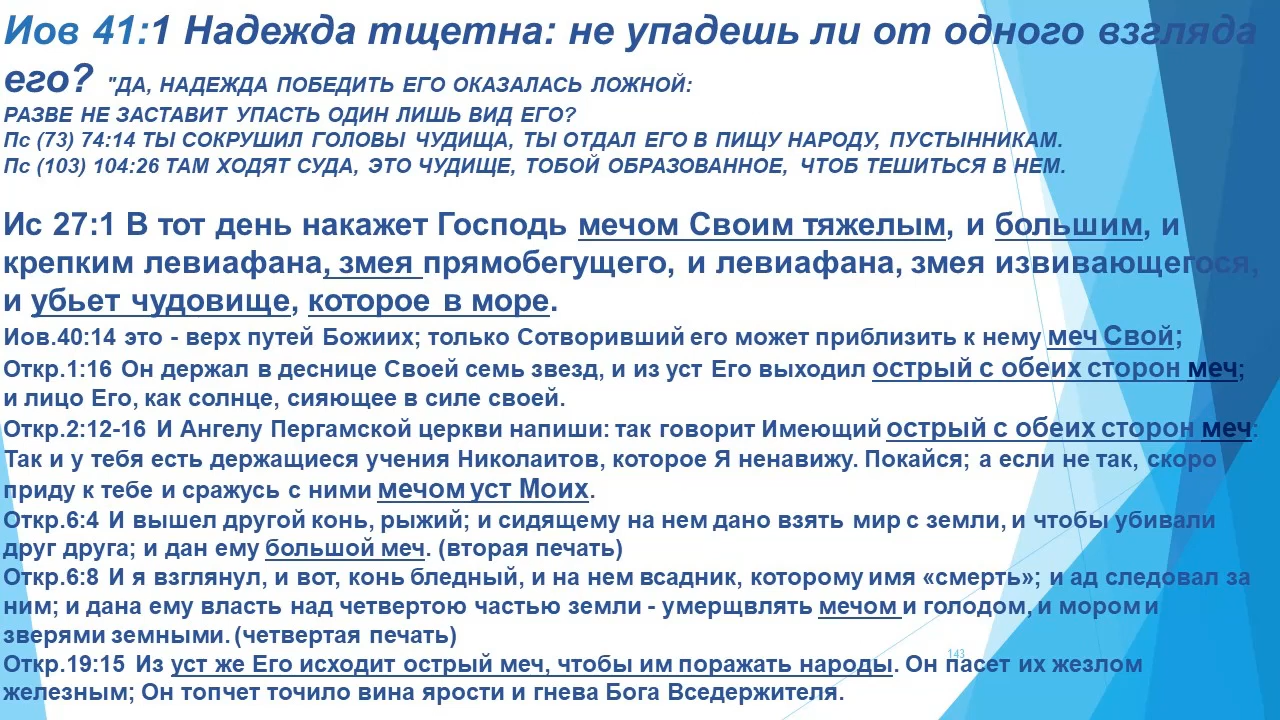 Иов 41:1 Надежда тщетна: не упадешь ли от одного взгляда
его? "ДА, НАДЕЖДА ПОБЕДИТЬ ЕГО ОКАЗАЛАСЬ ЛОЖНОЙ:
РАЗВЕ НЕ ЗАСТАВИТ УПАСТЬ ОДИН ЛИШЬ ВИД ЕГО?
Пс (73) 74:14 ТЫ СОКРУШИЛ ГОЛОВЫ ЧУДИЩА, ТЫ ОТДАЛ ЕГО В ПИЩУ НАРОДУ, ПУСТЫННИКАМ.
Пс (103) 104:26 ТАМ ХОДЯТ СУДА, ЭТО ЧУДИЩЕ, ТОБОЙ ОБРАЗОВАННОЕ, ЧТОБ ТЕШИТЬСЯ В НЕМ.
Ис 27:1 В тот день накажет Господь мечом Своим тяжелым, и большим, и
крепким левиафана, змея прямобегущего, и левиафана, змея извивающегося,
и убьет чудовище, которое в море.
Иов.40:14 это - верх путей Божиих; только Сотворивший его может приблизить к нему меч Свой;
Откр.1:16 Он держал в деснице Своей семь звезд, и из уст Его выходил острый с обеих сторон меч;
и лицо Его, как солнце, сияющее в силе своей.
Откр.2:12-16 И Ангелу Пергамской церкви напиши: так говорит Имеющий острый с обеих сторон меч:
Так и у тебя есть держащиеся учения Николаитов, которое Я ненавижу. Покайся; а если не так, скоро
приду к тебе и сражусь с ними мечом уст Моих.
Откр.6:4 И вышел другой конь, рыжий; и сидящему на нем дано взять мир с земли, и чтобы убивали
друг друга; и дан ему большой меч. (вторая печать)
Откр.6:8 И я взглянул, и вот, конь бледный, и на нем всадник, которому имя «смерть»; и ад следовал за
ним; и дана ему власть над четвертою частью земли - умерщвлять мечом и голодом, и мором и
зверями земными. (четвертая печать)
143
Откр.19:15 Из уст же Его исходит острый меч, чтобы им поражать народы. Он пасет их жезлом
железным; Он топчет точило вина ярости и гнева Бога Вседержителя.